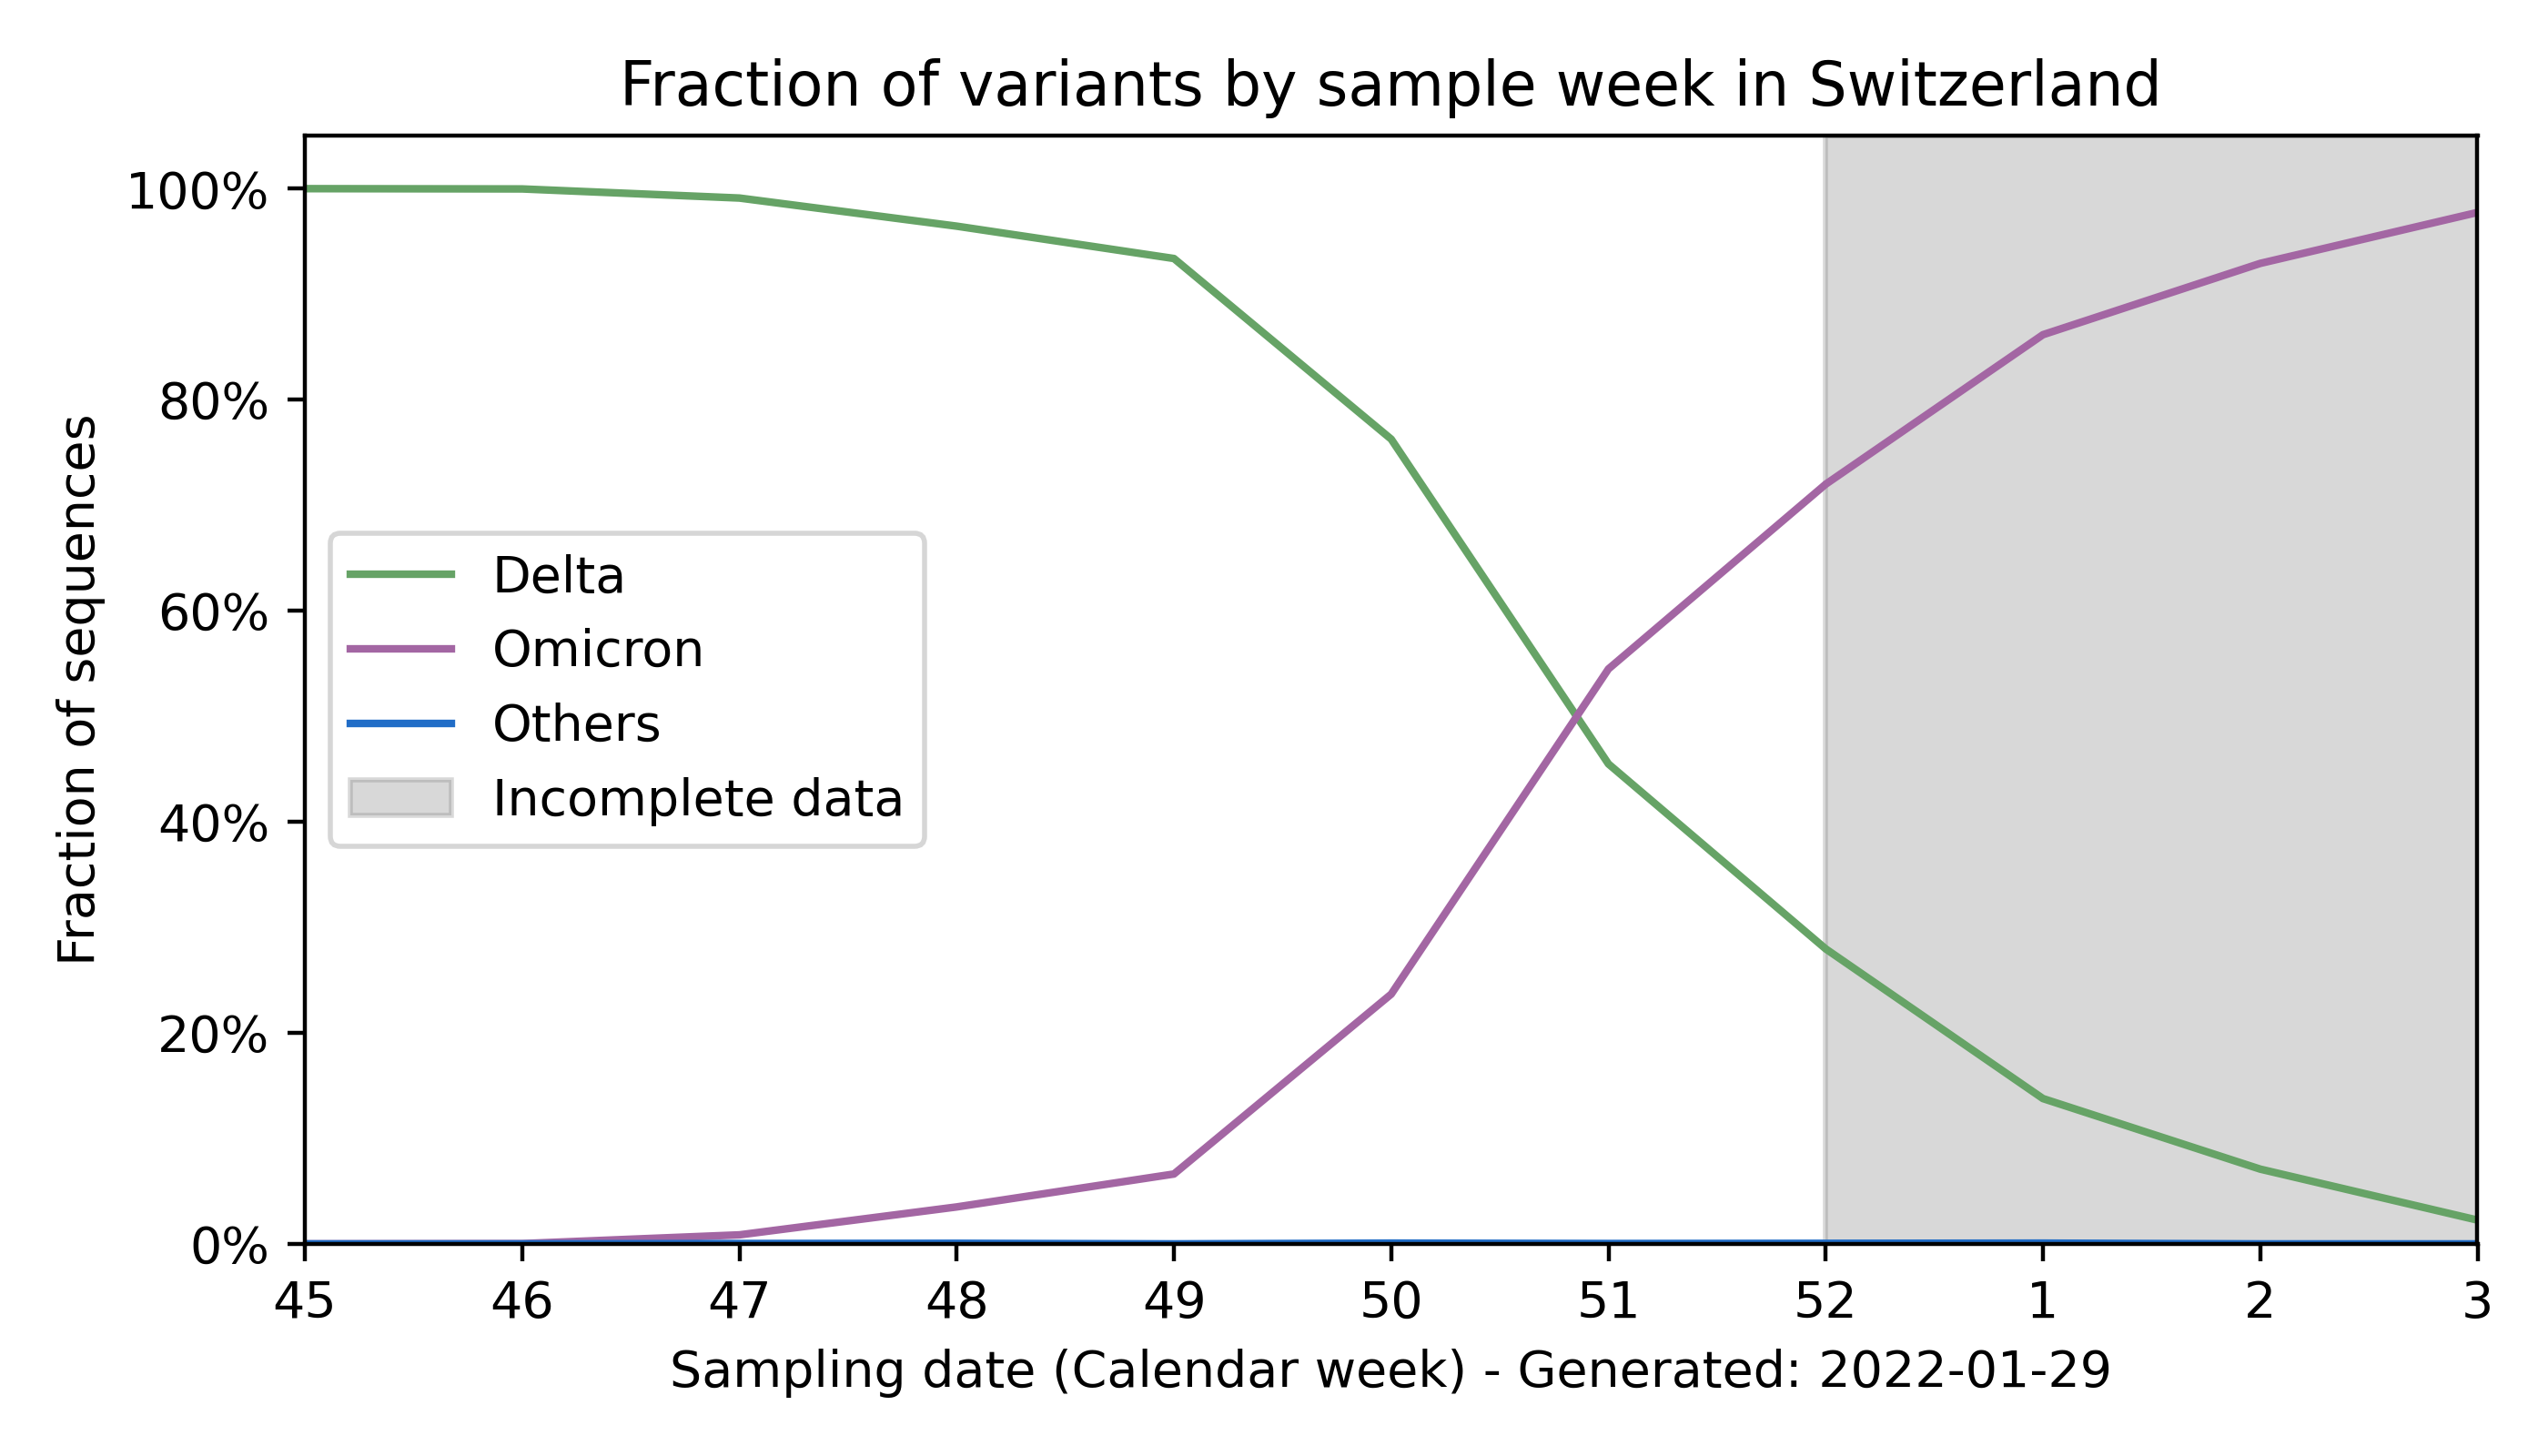 Fraction of variants by sample week in Switzerland
Fraction of sequences
100%
80%
60%
40%
20%
0%
Delta
Omicron
Others
Incomplete data
45 46 47 48 49 50 51 52 1 2 3
Sampling date (Calendar week) - Generated: 2022-01-29